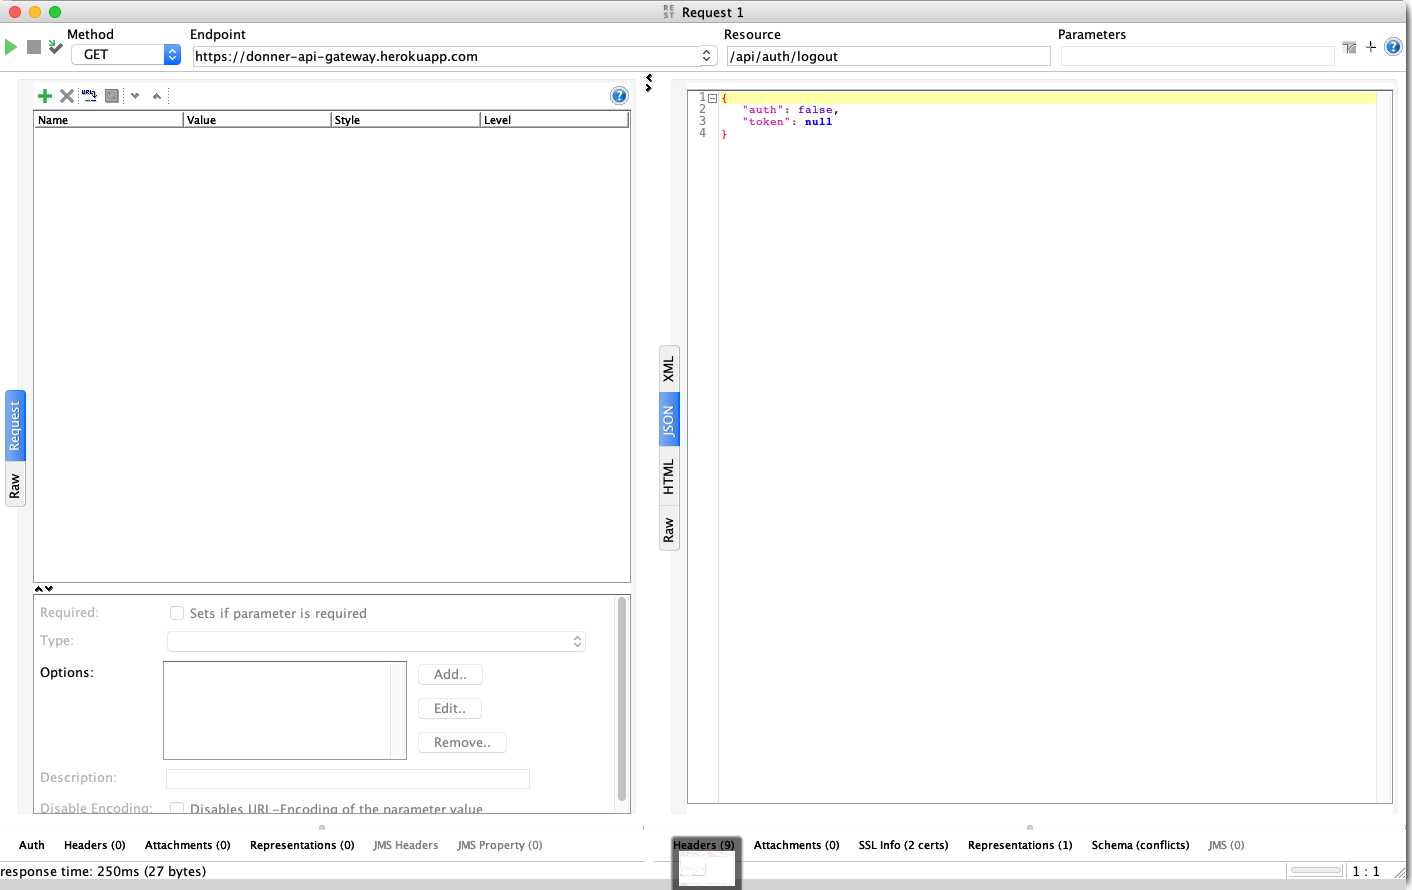 REST Request 1
Method Endpoint Resource Parameters
GET https://donner-api-gateway.herokuapp.com /api/auth/logout
Name Value Style Level
Request
Raw
Required: Sets if parameter is required
Type:
Options:
Add..
Edit..
Remove..
Description:
Disable Encoding: Disables URL-Encoding of the parameter value
XML
JSON
HTML
Raw
1 {
2 "auth": false,
3 "token": null
4 }
Auth Headers (0) Attachments (0) Representations (0) JMS Headers JMS Property (0)
Headers (9) Attachments (0) SSL Info (2 certs) Representations (1) Schema (conflicts) JMS (0)
response time: 250ms (27 bytes)
1 : 1